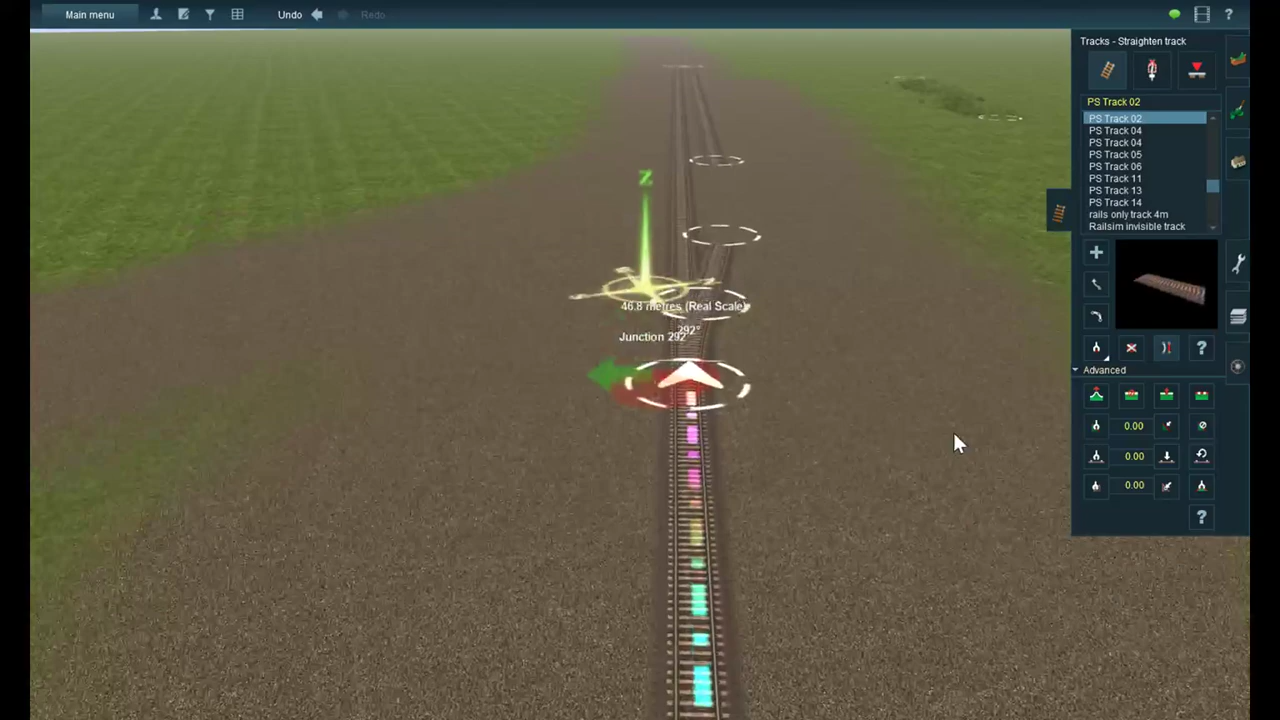 Main menu
Undo
Redo
?
Tracks - Straighten track
PS Track 02
PS Track 02
PS Track 04
PS Track 04
PS Track 05
PS Track 06
PS Track 11
PS Track 13
PS Track 14
rails only track 4m
Railsim invisible track
?
Advanced
0.00
0.00
0.00
?
Z
46.8 metres (Real Scale)
292°
Junction 292